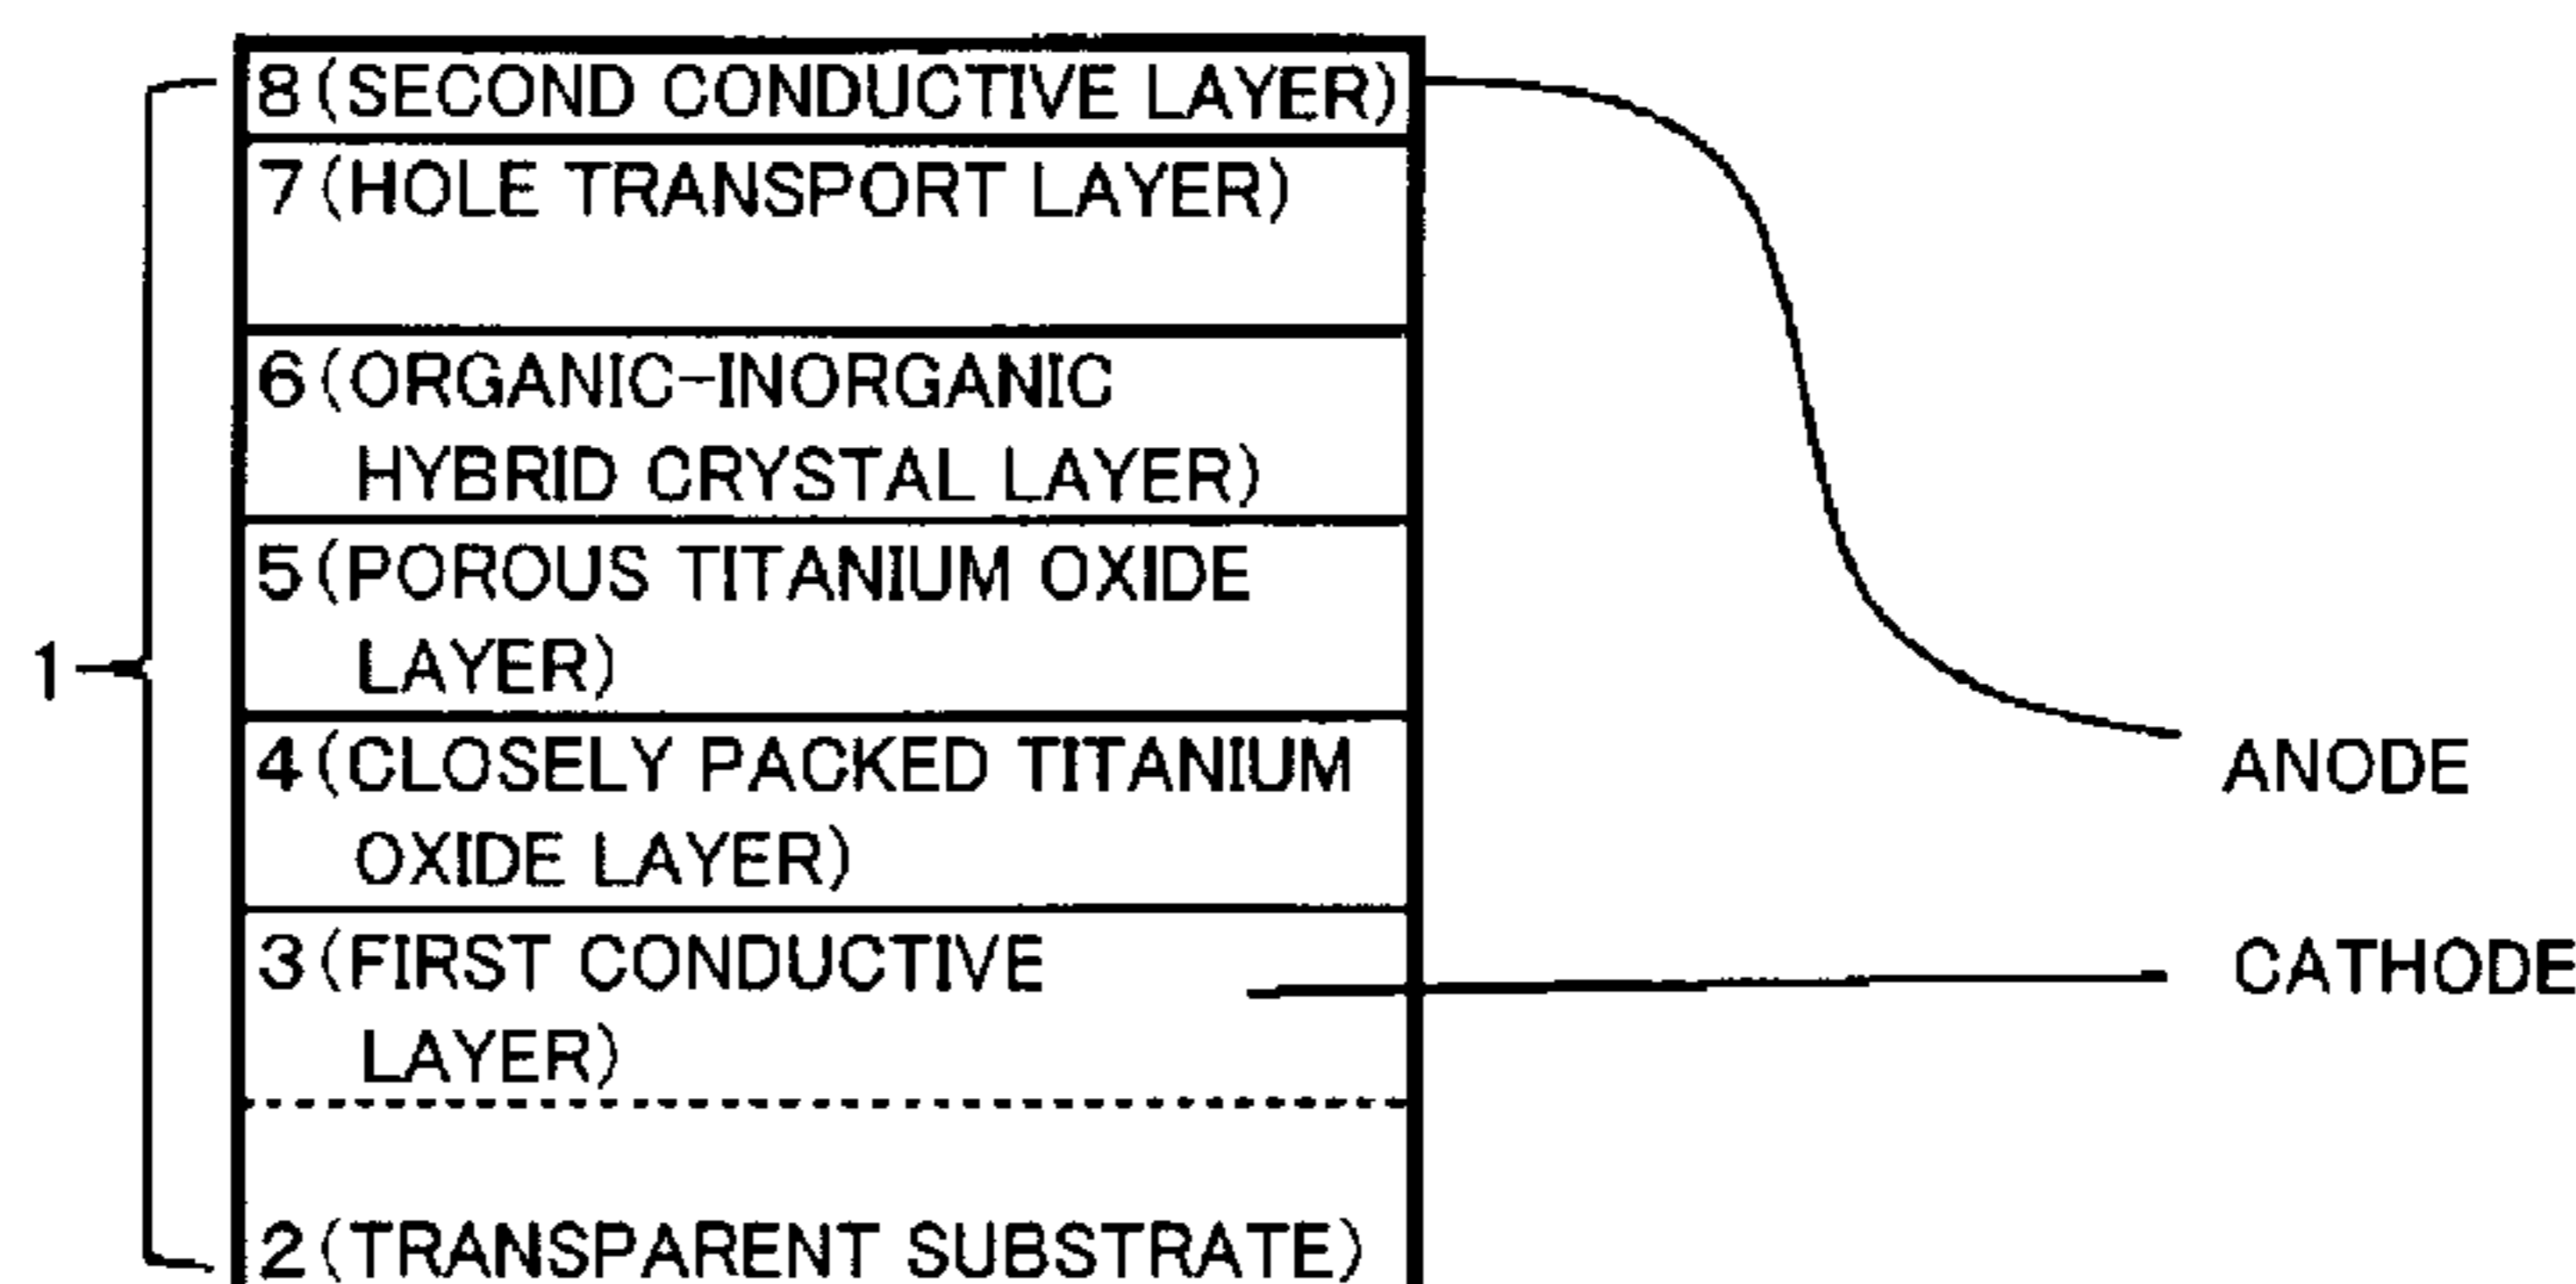 8(SECOND CONDUCTIVE LAYER)
7(HOLE TRANSPORT LAYER)
6(ORGANIC-INORGANIC
HYBRID CRYSTAL LAYER)
5(POROUS TITANIUM OXIDE
LAYER)
1
4(CLOSELY PACKED TITANIUM
OXIDE LAYER)
ANODE
3(FIRST CONDUCTIVE
LAYER)
CATHODE
2(TRANSPARENT SUBSTRATE)